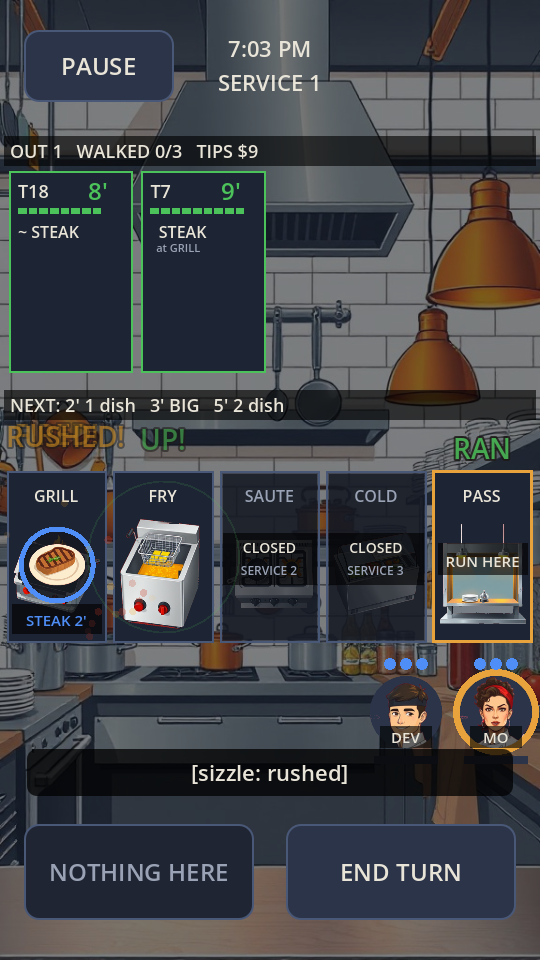 PAUSE
7:03 PM
SERVICE 1
OUT 1 WALKED 0/3 TIPS $9
T18 8'
~ STEAK
T7 9'
STEAK
at GRILL
NEXT: 2' 1 dish 3' BIG 5' 2 dish
RUSHED! UP!
RAN
GRILL
STEAK 2'
FRY
SAUTE
CLOSED
SERVICE 2
COLD
CLOSED
SERVICE 3
PASS
RUN HERE
DEV
MO
[sizzle: rushed]
NOTHING HERE
END TURN